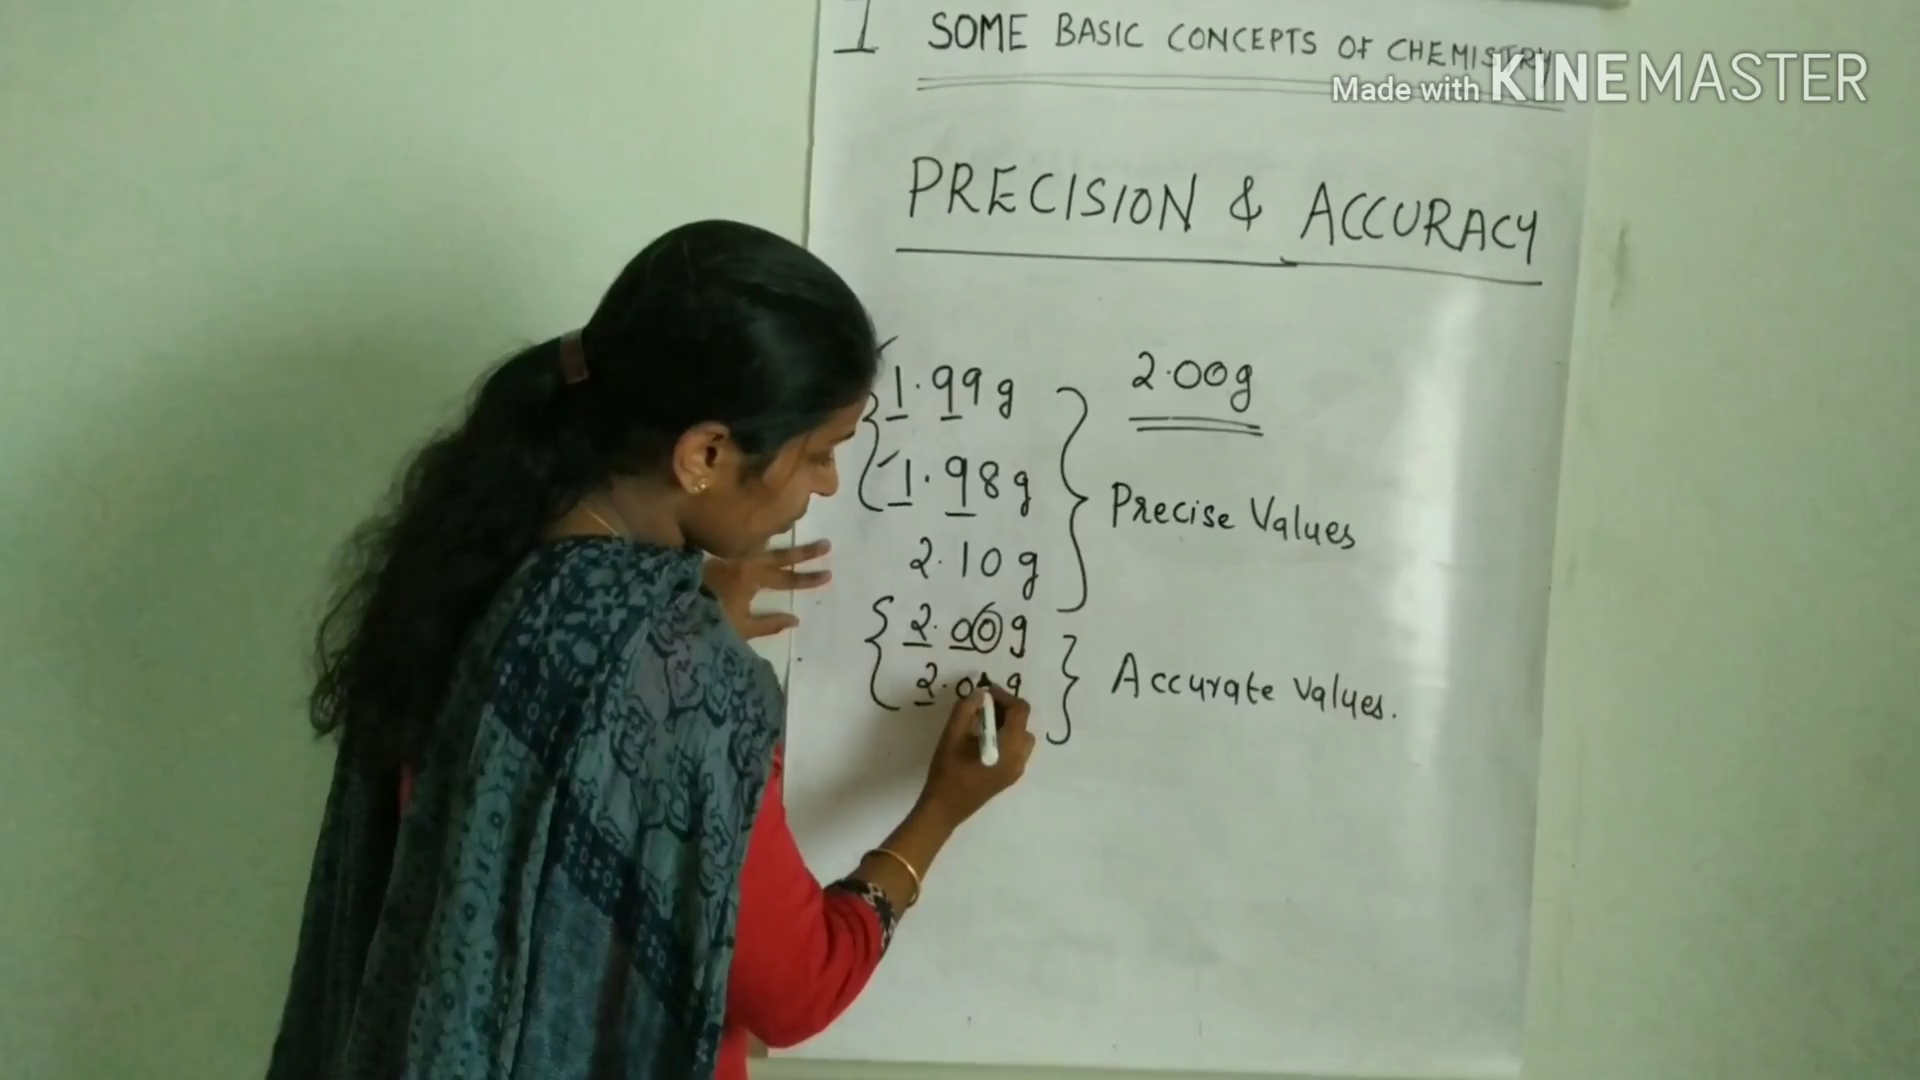 1 SOME BASIC CONCEPTS OF CHEMISTRY
Made with KINEMASTER
PRECISION & ACCURACY
1.99g
2.00g
1.98g
Precise Values
2.10g
2.00g
Accurate values.